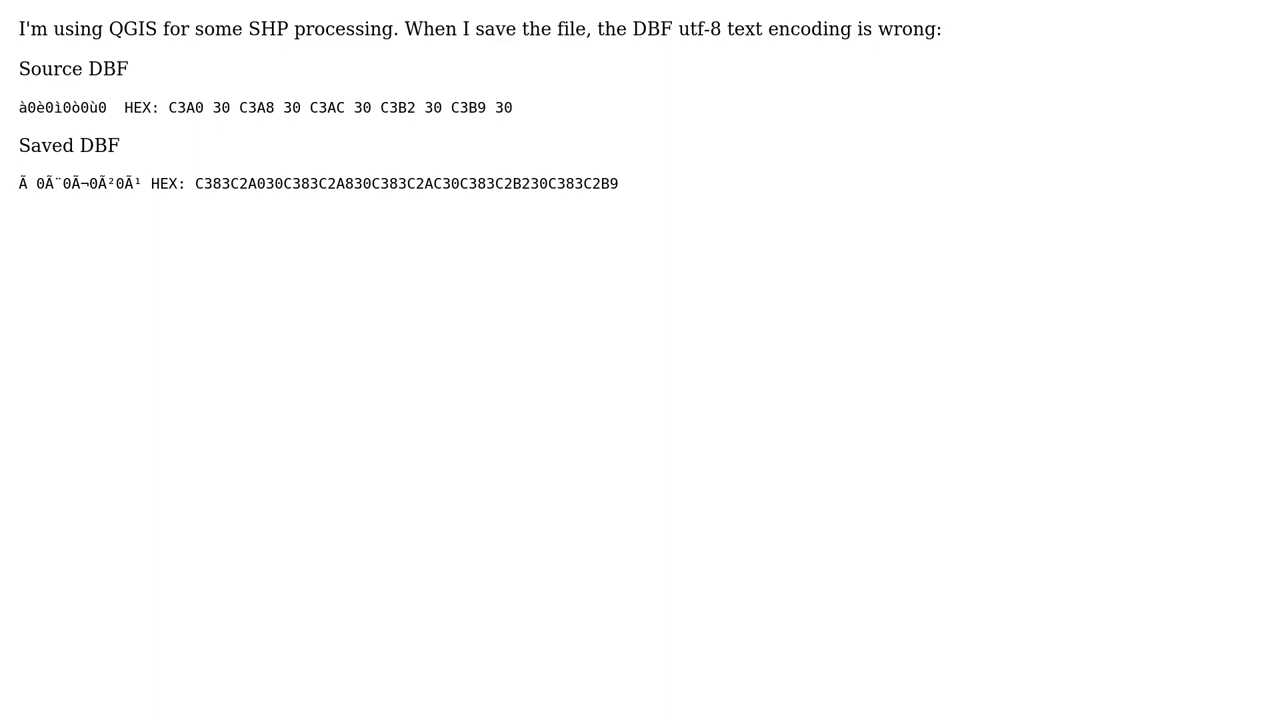 I'm using QGIS for some SHP processing. When I save the file, the DBF utf-8 text encoding is wrong:
Source DBF
à0è0ì0ò0ù0  HEX: C3A0 30 C3A8 30 C3AC 30 C3B2 30 C3B9 30
Saved DBF
Ã 0Ã¨0Ã¬0Ã²0Ã¹ HEX: C383C2A030C383C2A830C383C2AC30C383C2B230C383C2B9